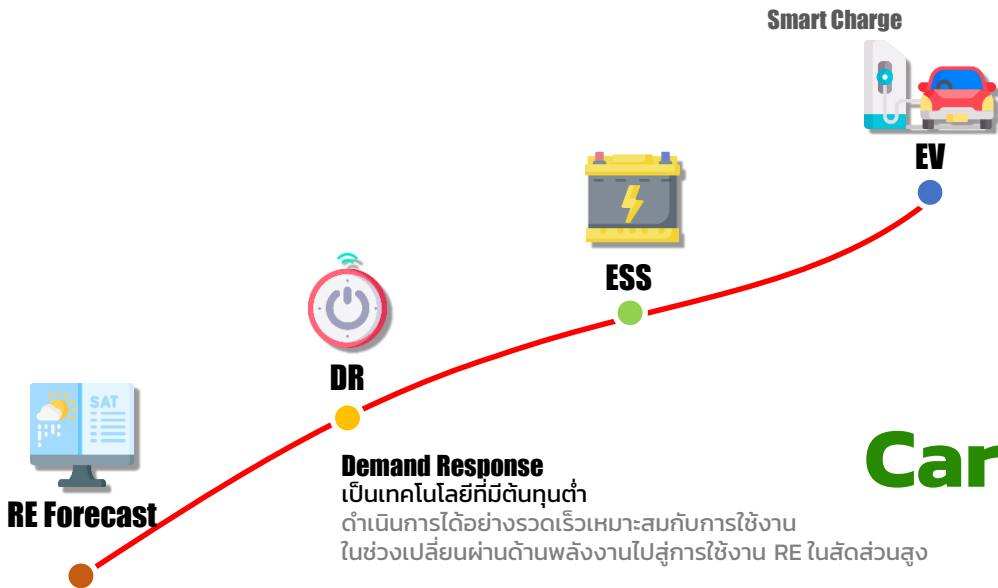 Smart Charge
EV
ESS
DR
SAT
RE Forecast
Demand Response
เป็นเทคโนโลยีที่มีต้นทุนต่ำ
ดำเนินการได้อย่างรวดเร็วเหมาะสมกับการใช้งาน
ในช่วงเปลี่ยนผ่านด้านพลังงานไปสู่การใช้งาน RE ในสัดส่วนสูง
Car